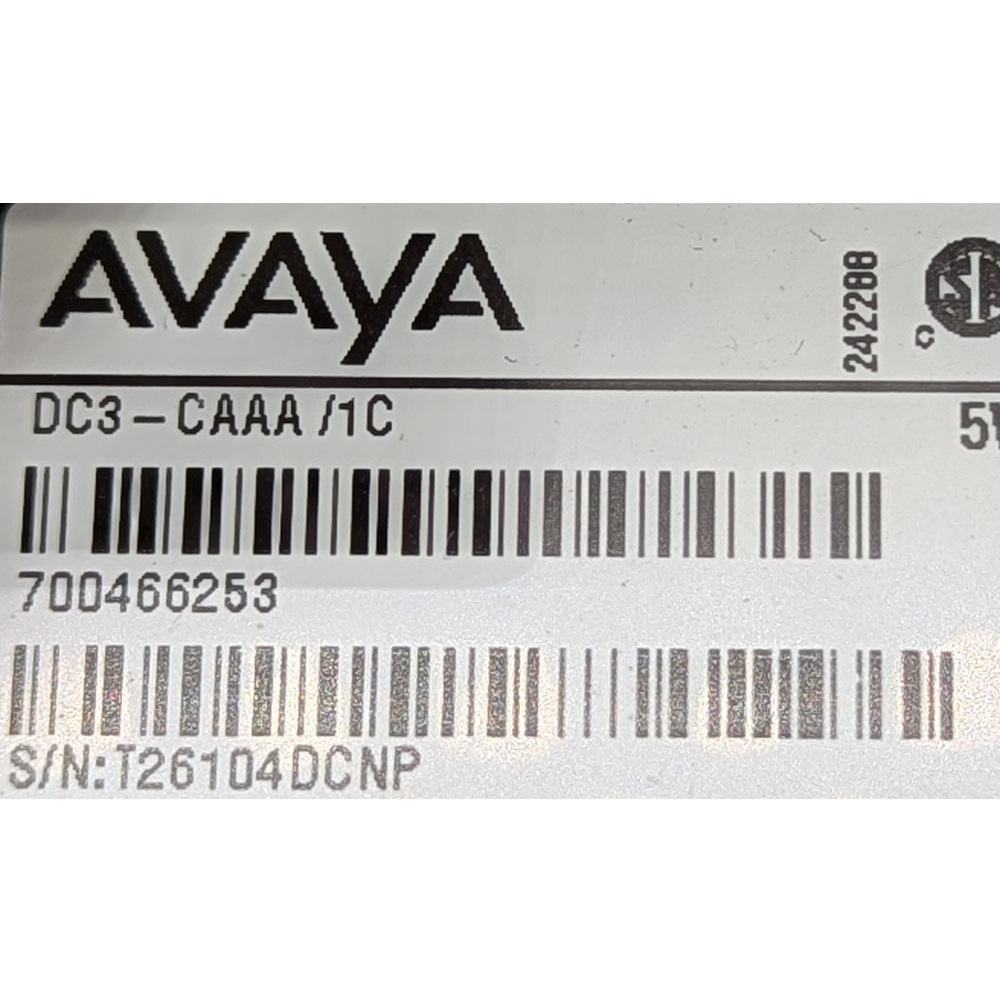 AVAYA
242288
C
DC3-CAAA /1C
700466253
S/N:T26104DCNP